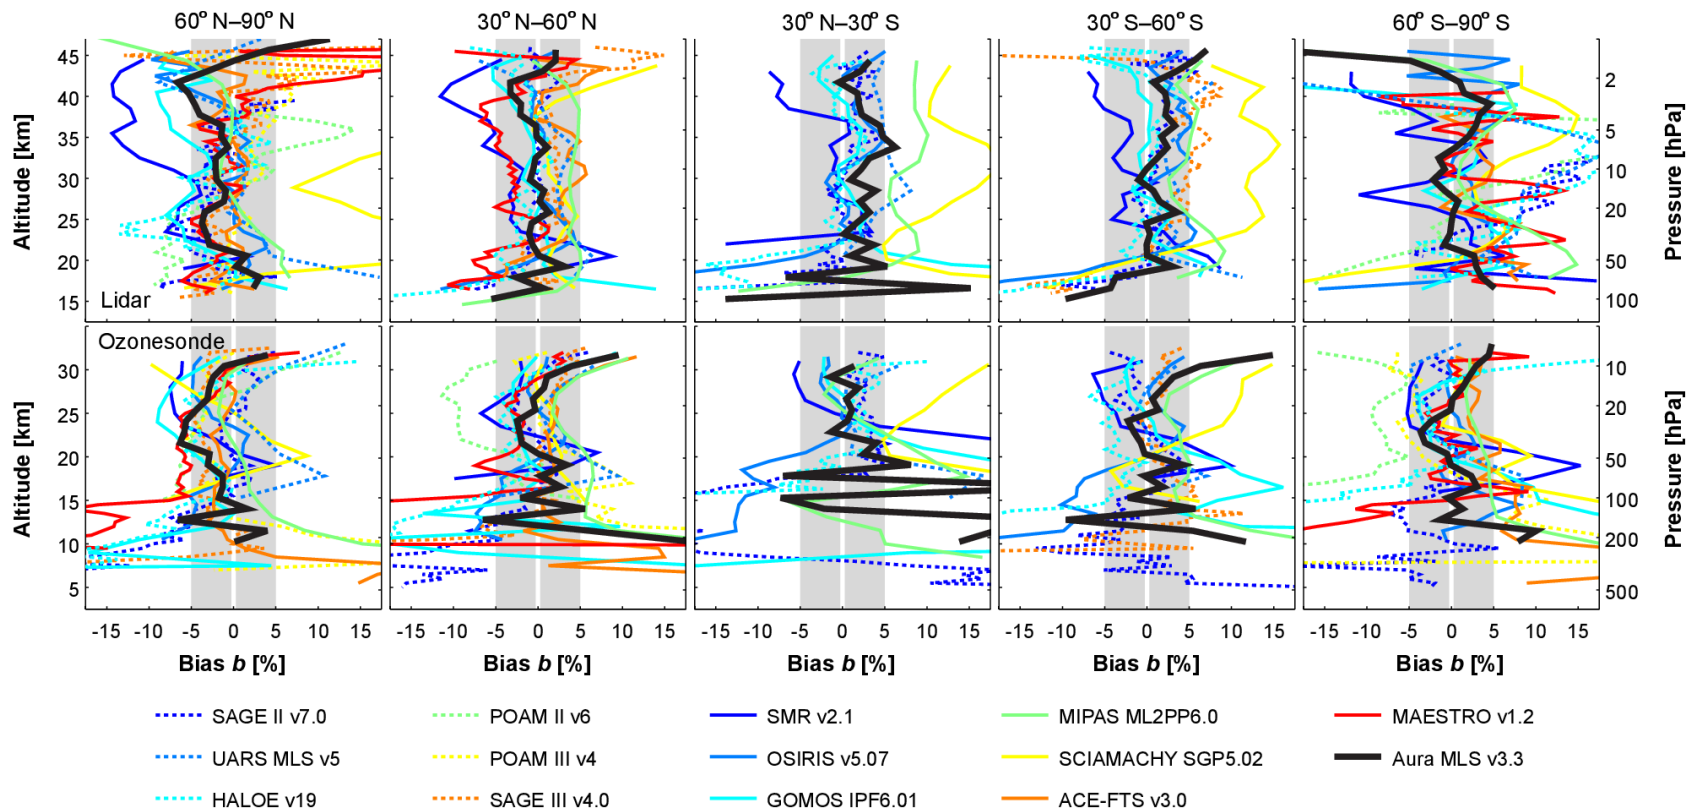 60° N–90° N 30° N–60° N 30° N–30° S 30° S–60° S 60° S–90° S
45
40
35
30
25
20
15
Altitude [km]
Lidar
2
5
10
20
50
100
Pressure [hPa]
Ozonesonde
30
25
20
15
10
5
Altitude [km]
10
20
50
100
200
500
Pressure [hPa]
-15 -10 -5 0 5 10 15 -15 -10 -5 0 5 10 15 -15 -10 -5 0 5 10 15 -15 -10 -5 0 5 10 15 -15 -10 -5 0 5 10 15
Bias b [%] Bias b [%] Bias b [%] Bias b [%] Bias b [%]
SAGE II v7.0 POAM II v6 SMR v2.1 MIPAS ML2PP6.0 MAESTRO v1.2
UARS MLS v5 POAM III v4 OSIRIS v5.07 SCIAMACHY SGP5.02 Aura MLS v3.3
HALOE v19 SAGE III v4.0 GOMOS IPF6.01 ACE-FTS v3.0